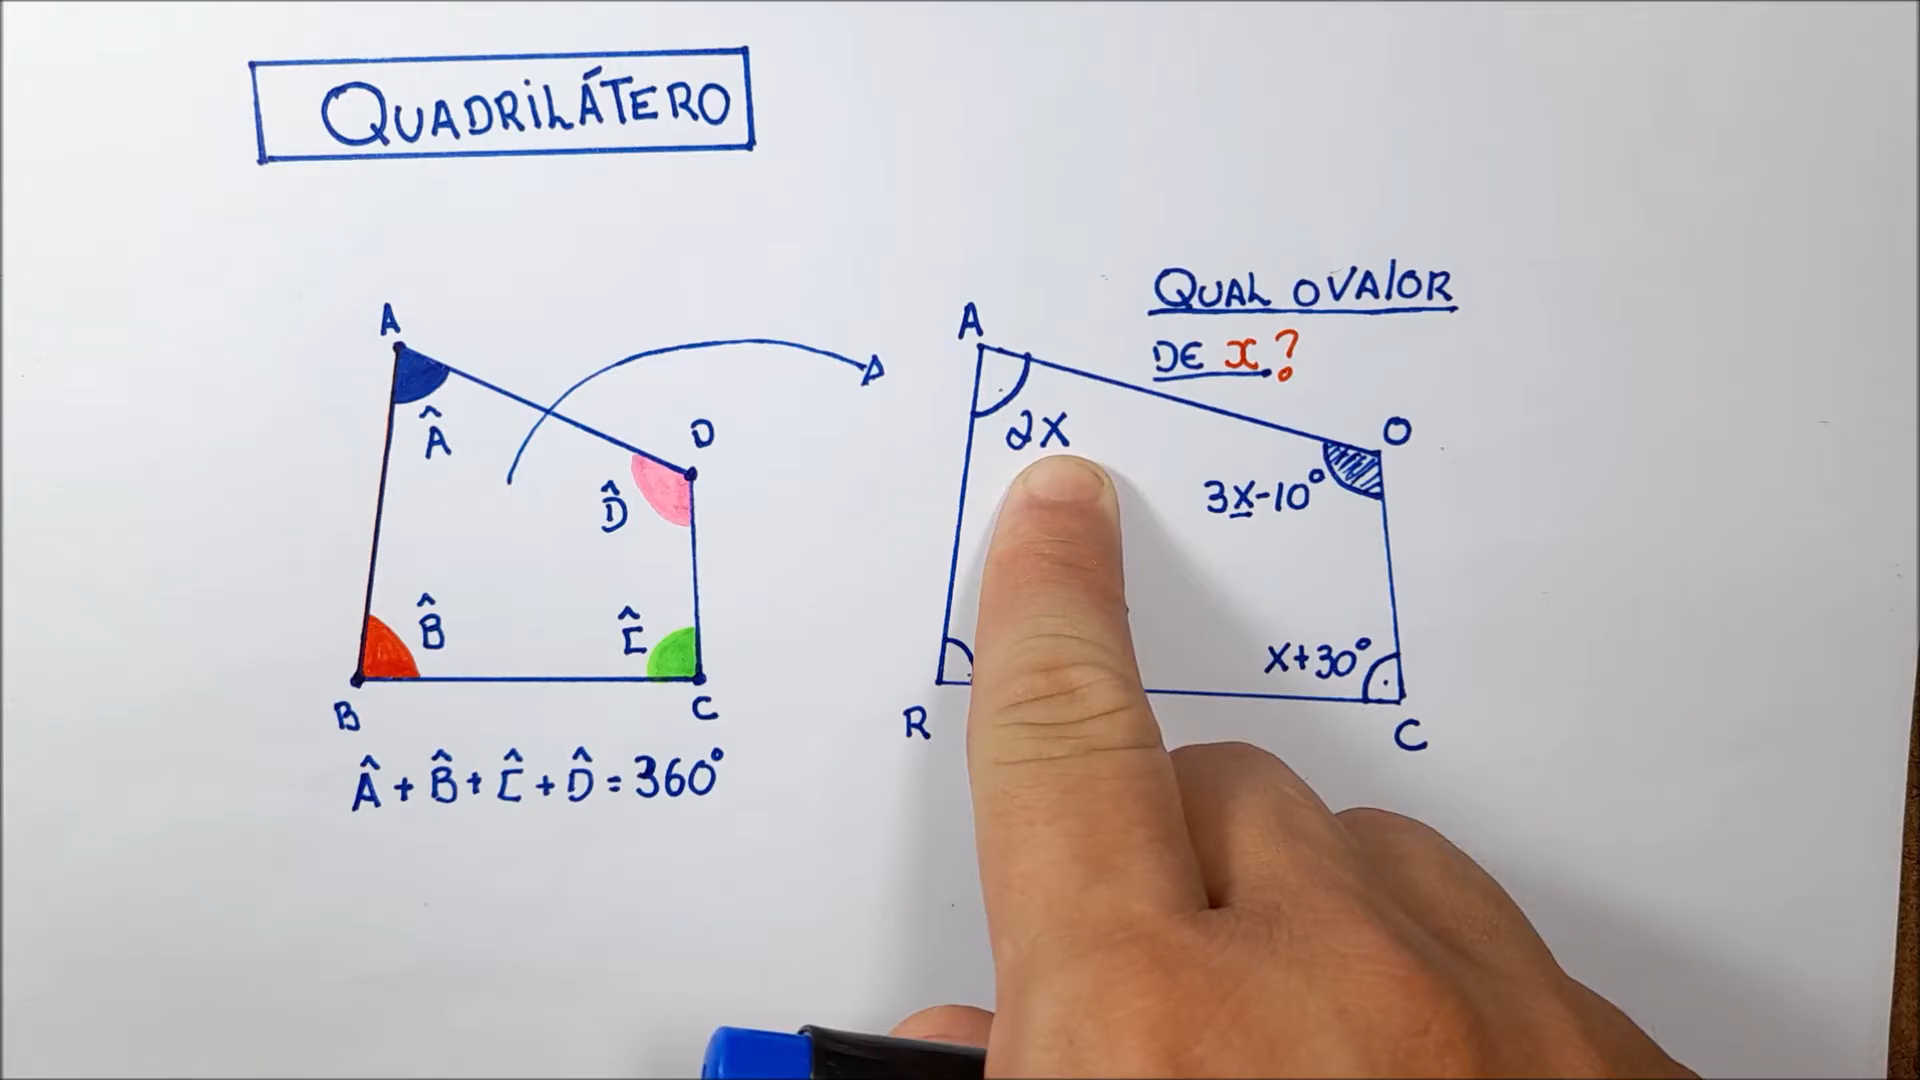 QUADRILÁTERO
QUAL O VALOR
DE x?
A
Â
D
D̂
B̂
Ĉ
B
C
Â + B̂ + Ĉ + D̂ = 360°
A
2X
O
3x-10°
X+30°
R
C